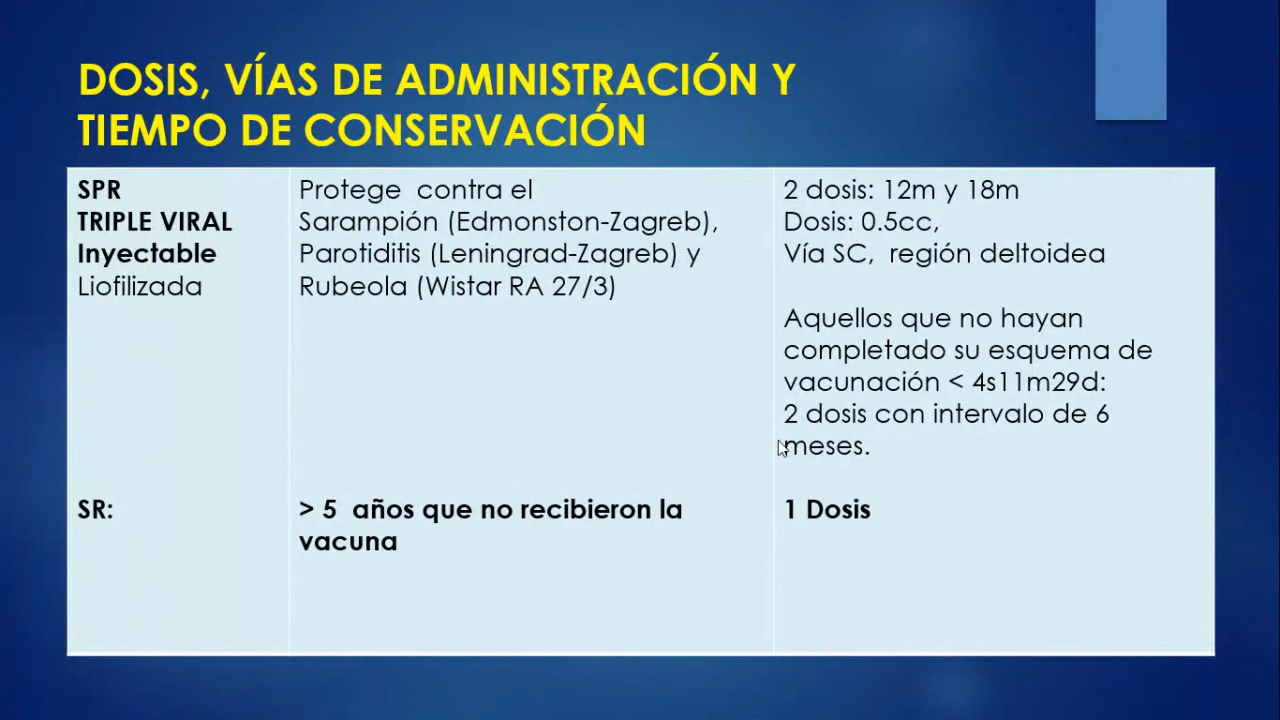 DOSIS, VÍAS DE ADMINISTRACIÓN Y
TIEMPO DE CONSERVACIÓN
SPR
TRIPLE VIRAL
Inyectable
Liofilizada
Protege contra el
Sarampión (Edmonston-Zagreb),
Parotiditis (Leningrad-Zagreb) y
Rubeola (Wistar RA 27/3)
2 dosis: 12m y 18m
Dosis: 0.5cc,
Vía SC, región deltoidea
Aquellos que no hayan
completado su esquema de
vacunación < 4s11m29d:
2 dosis con intervalo de 6
meses.
SR:
> 5 años que no recibieron la
vacuna
1 Dosis